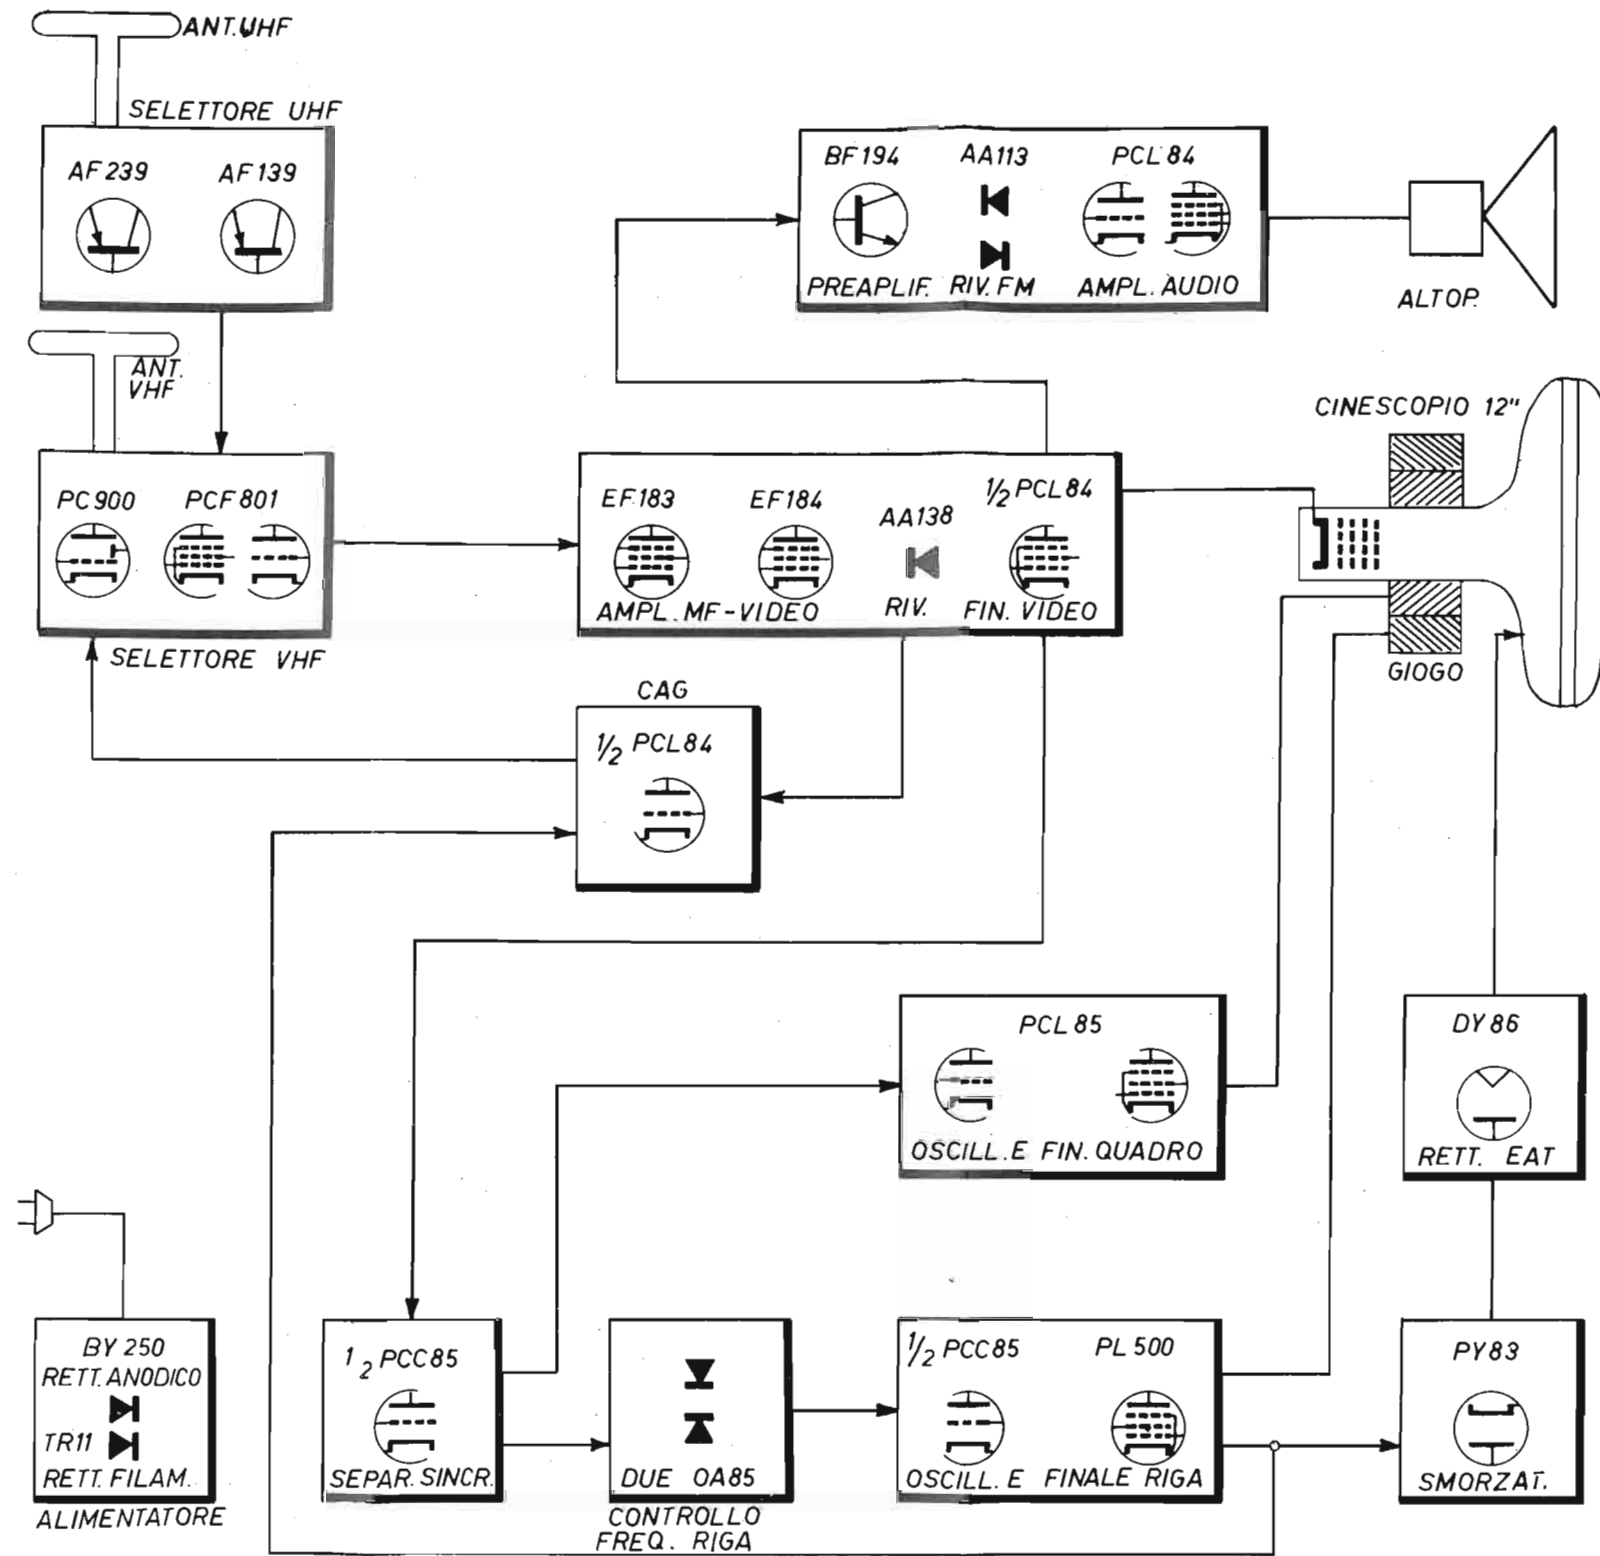 ANT.UHF
SELETTORE UHF
AF239 AF139
BF194 AA113 PCL84
PREAPLIF. RIV.FM AMPL. AUDIO
ALTOP.
ANT.
VHF
PC900 PCF801
SELETTORE VHF
EF183 EF184 AA138 1/2 PCL84
AMPL. MF-VIDEO RIV. FIN. VIDEO
CINESCOPIO 12"
GIOGO
CAG
1/2 PCL84
PCL85
OSCILL.E FIN.QUADRO
DY86
RETT. EAT
BY250
RETT.ANODICO
TR11
RETT.FILAM.
ALIMENTATORE
1 2 PCC85
SEPAR.SINCR.
DUE OA85
CONTROLLO
FREQ. RIGA
1/2 PCC85 PL500
OSCILL.E FINALE RIGA
PY83
SMORZAT.